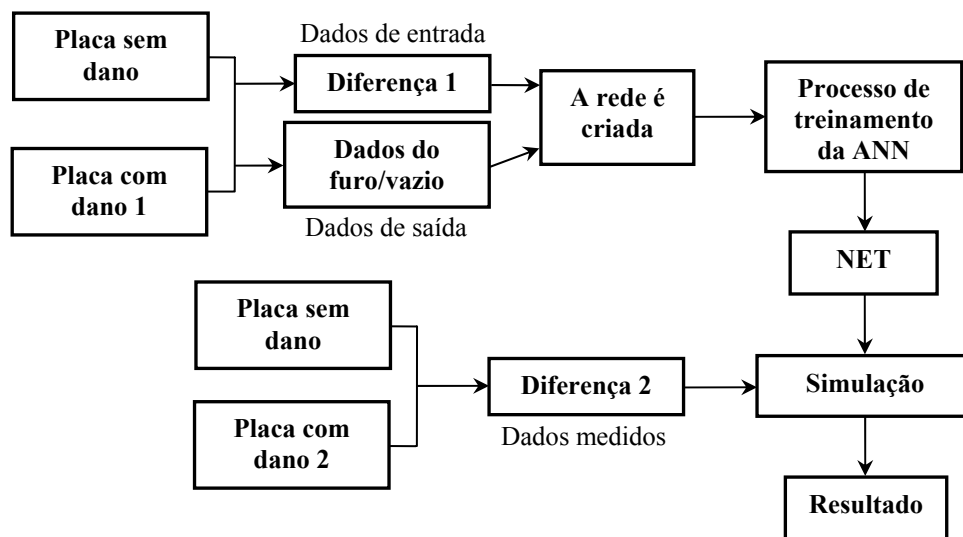 Placa sem
dano
Dados de entrada
Diferença 1
A rede é
criada
Processo de
treinamento
da ANN
Placa com
dano 1
Dados do
furo/vazio
Dados de saída
NET
Placa sem
dano
Diferença 2
Simulação
Placa com
dano 2
Dados medidos
Resultado